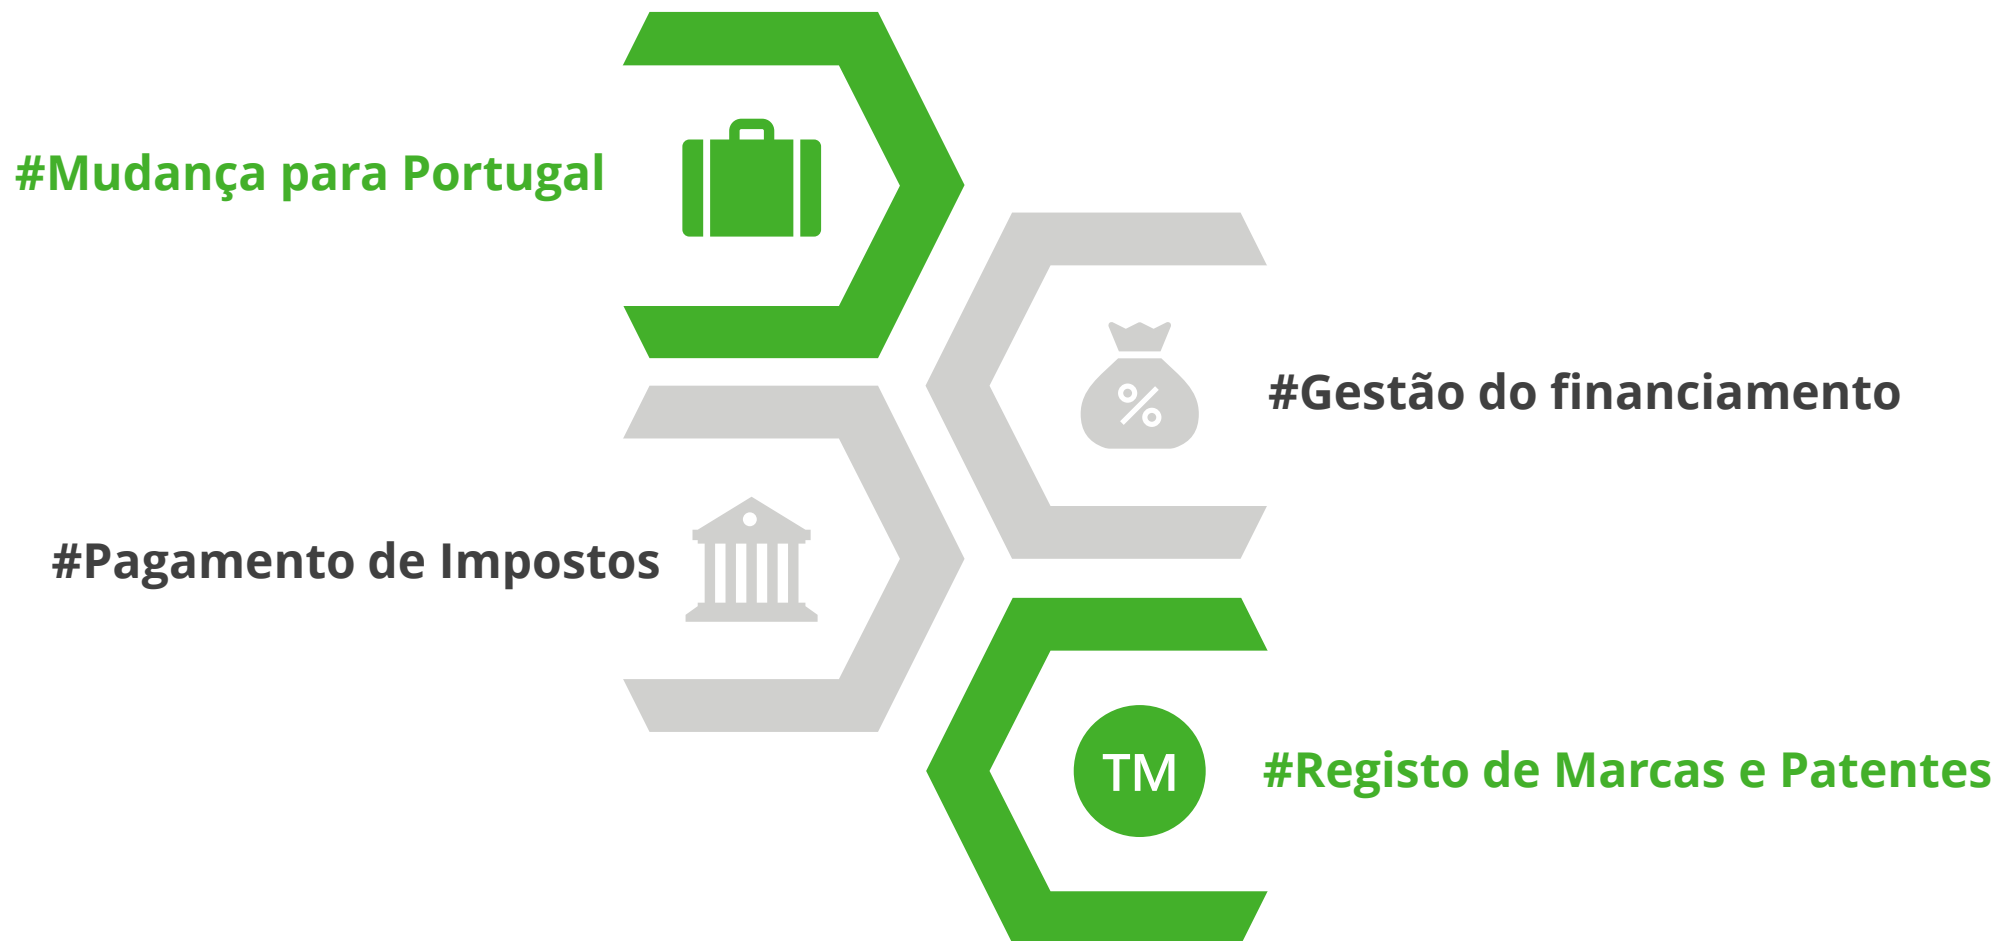 #Mudança para Portugal
#Gestão do financiamento
#Pagamento de Impostos
TM
#Registo de Marcas e Patentes